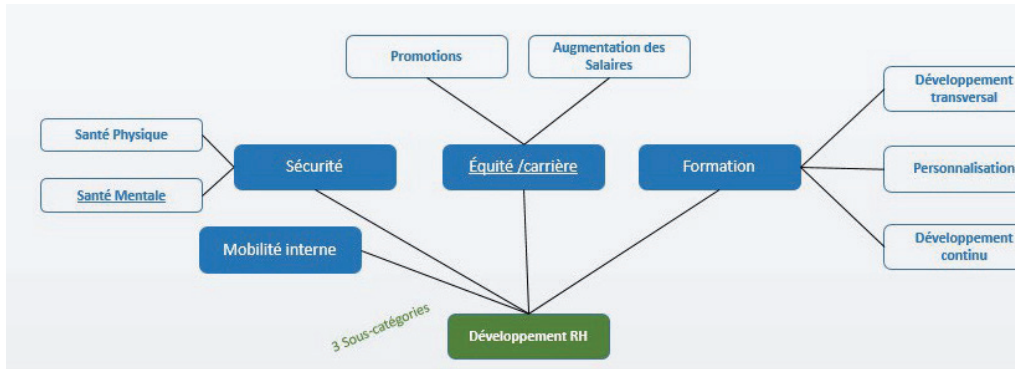 Promotions
Augmentation des
Salaires
Développement
transversal
Santé Physique
Sécurité
Équité /carrière
Formation
Personnalisation
Santé Mentale
Mobilité interne
Développement
continu
3 Sous-catégories
Développement RH